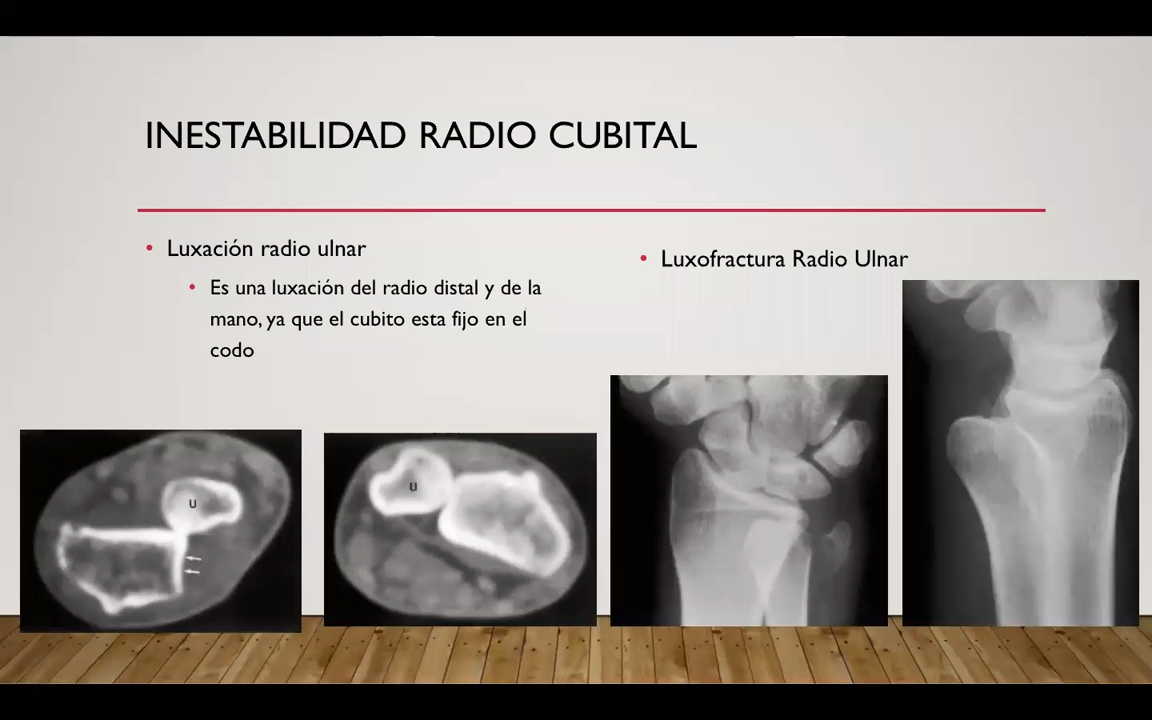 INESTABILIDAD RADIO CUBITAL
Luxación radio ulnar
Es una luxación del radio distal y de la
mano, ya que el cubito esta fijo en el
codo
Luxofractura Radio Ulnar
U
U